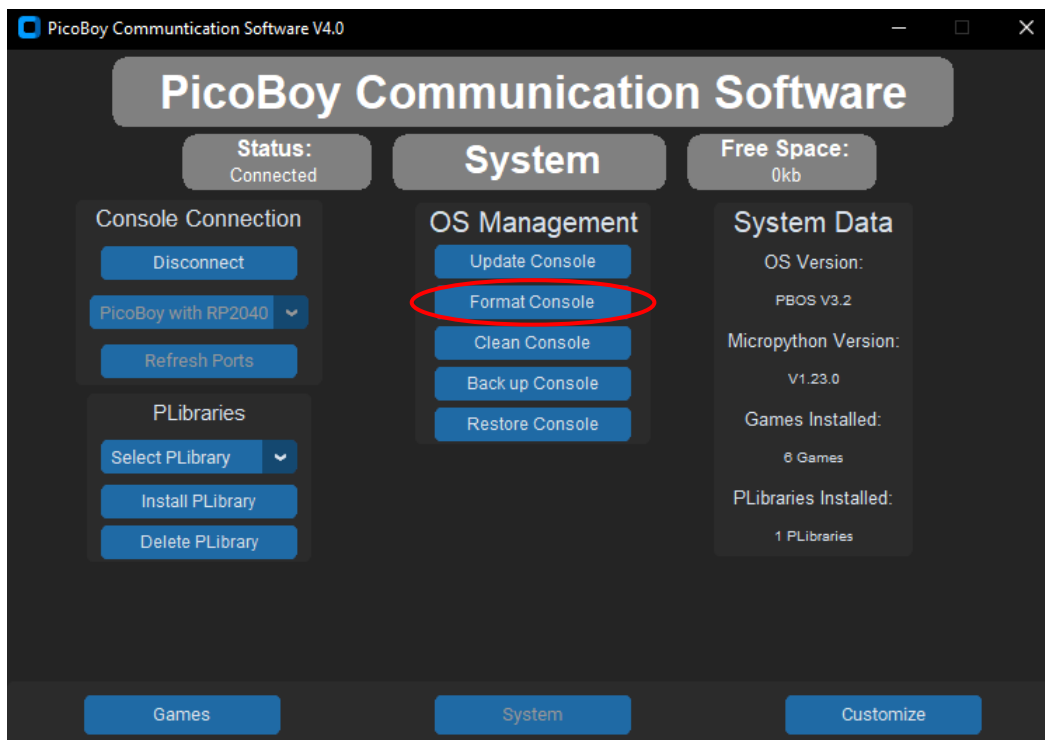 PicoBoy Communtication Software V4.0
PicoBoy Communication Software
Status:
Connected
System
Free Space:
0kb
Console Connection
Disconnect
PicoBoy with RP2040
Refresh Ports
PLibraries
Select PLibrary
Install PLibrary
Delete PLibrary
OS Management
Update Console
Format Console
Clean Console
Back up Console
Restore Console
System Data
OS Version:
PBOS V3.2
Micropython Version:
V1.23.0
Games Installed:
6 Games
PLibraries Installed:
1 PLibraries
Games
System
Customize